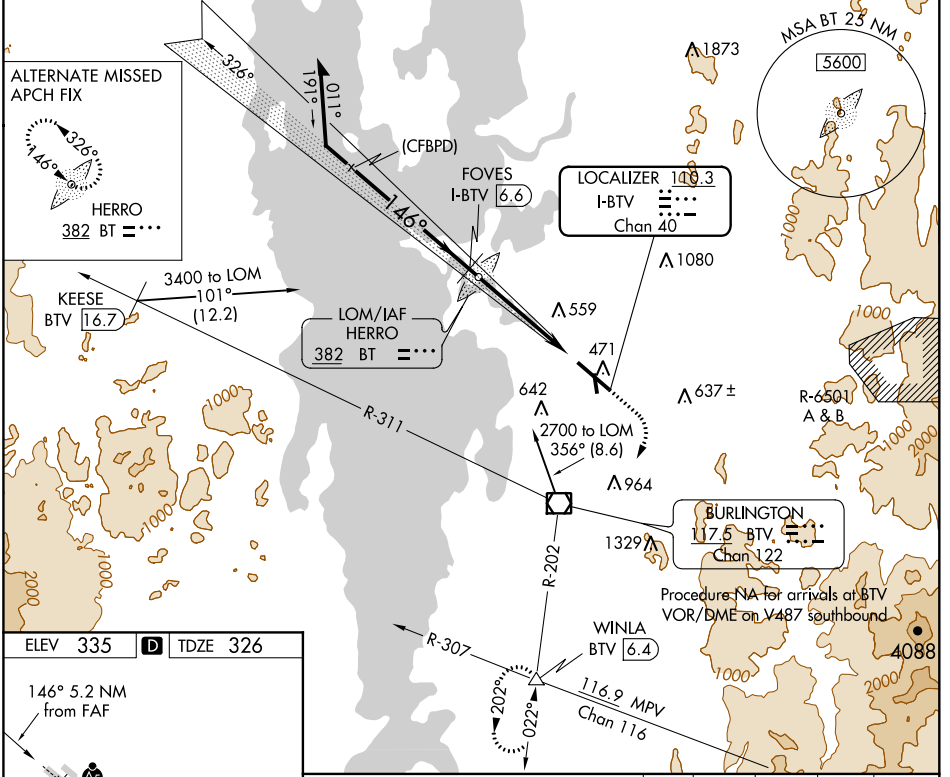 MSA BT 25 NM
5600
1873
ALTERNATE MISSED
APCH FIX
326°
146°
HERRO
382 BT
326°
191°
011°
(CFBPD)
146°
FOVES
I-BTV 6.6
LOCALIZER 110.3
I-BTV
Chan 40
1000
1080
3400 to LOM
101°
(12.2)
KEESE
BTV 16.7
LOM/IAF
HERRO
382 BT
559
471
1000
642
637 ±
R-6501
A & B
2000
1000
1000
R-311
2700 to LOM
356° (8.6)
964
1000
1000
2000
BURLINGTON
117.5 BTV
Chan 122
1329
R-202
Procedure NA for arrivals at BTV
VOR/DME on V487 southbound
4088
WINLA
BTV 6.4
R-307
1000
2000
202°
022°
116.9 MPV
Chan 116
ELEV 335 D TDZE 326
146° 5.2 NM
from FAF